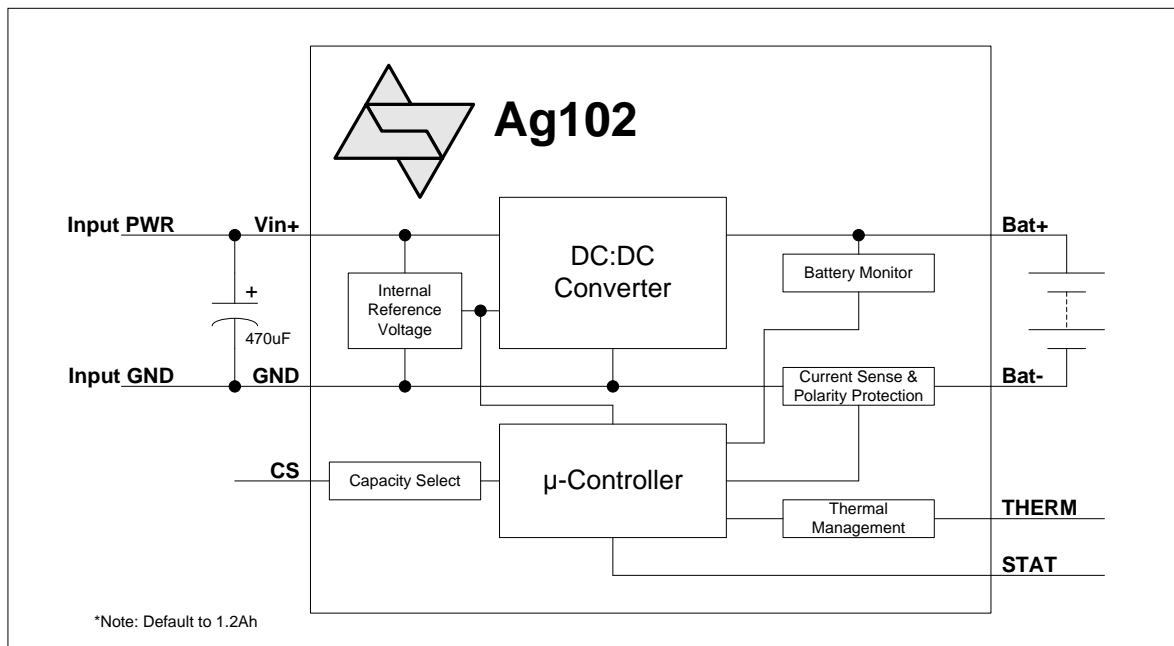 Ag102
Input PWR
Vin+
Bat+
DC:DC
Converter
Battery Monitor
Internal
Reference
Voltage
+
470uF
Input GND
GND
Current Sense &
Polarity Protection
Bat-
CS
Capacity Select
µ-Controller
Thermal
Management
THERM
STAT
*Note: Default to 1.2Ah